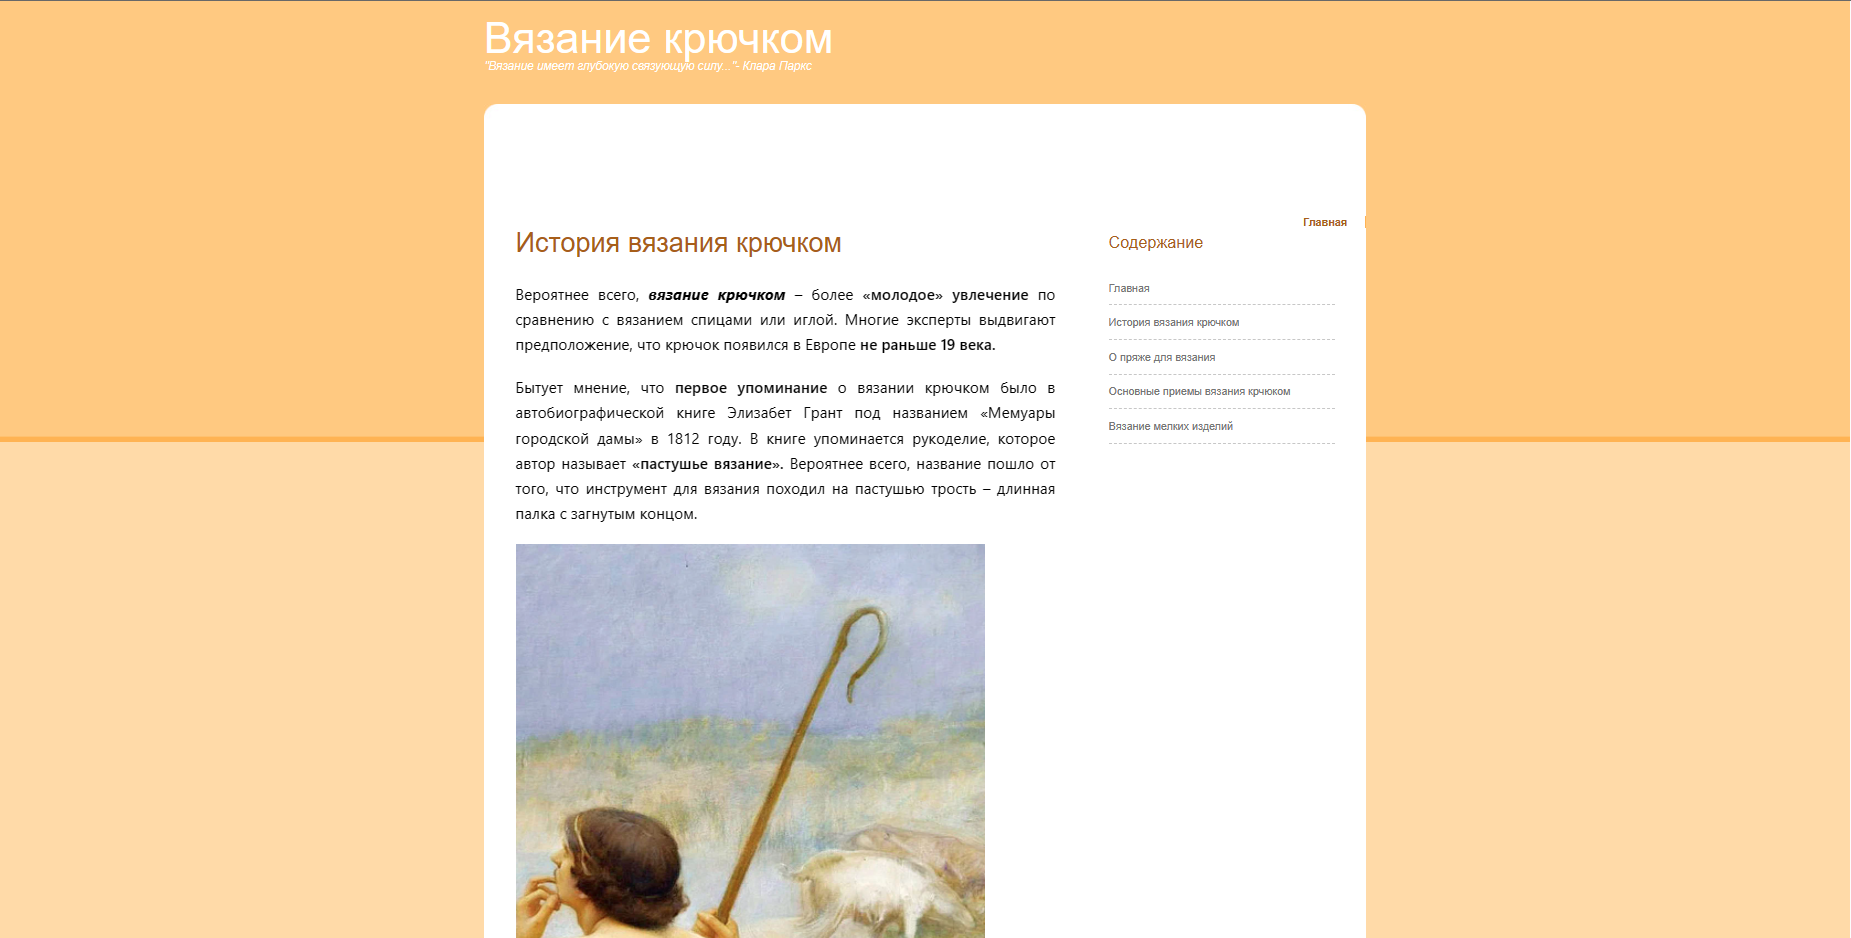 Вязание крючком
"Вязание имеет глубокую связующую силу..."- Клара Паркс
Главная
История вязания крючком
Вероятнее всего, вязание крючком – более «молодое» увлечение по
сравнению с вязанием спицами или иглой. Многие эксперты выдвигают
предположение, что крючок появился в Европе не раньше 19 века.
Бытует мнение, что первое упоминание о вязании крючком было в
автобиографической книге Элизабет Грант под названием «Мемуары
городской дамы» в 1812 году. В книге упоминается рукоделие, которое
автор называет «пастушье вязание». Вероятнее всего, название пошло от
того, что инструмент для вязания походил на пастушью трость – длинная
палка с загнутым концом.
Содержание
Главная
История вязания крючком
О пряже для вязания
Основные приемы вязания крчюком
Вязание мелких изделий